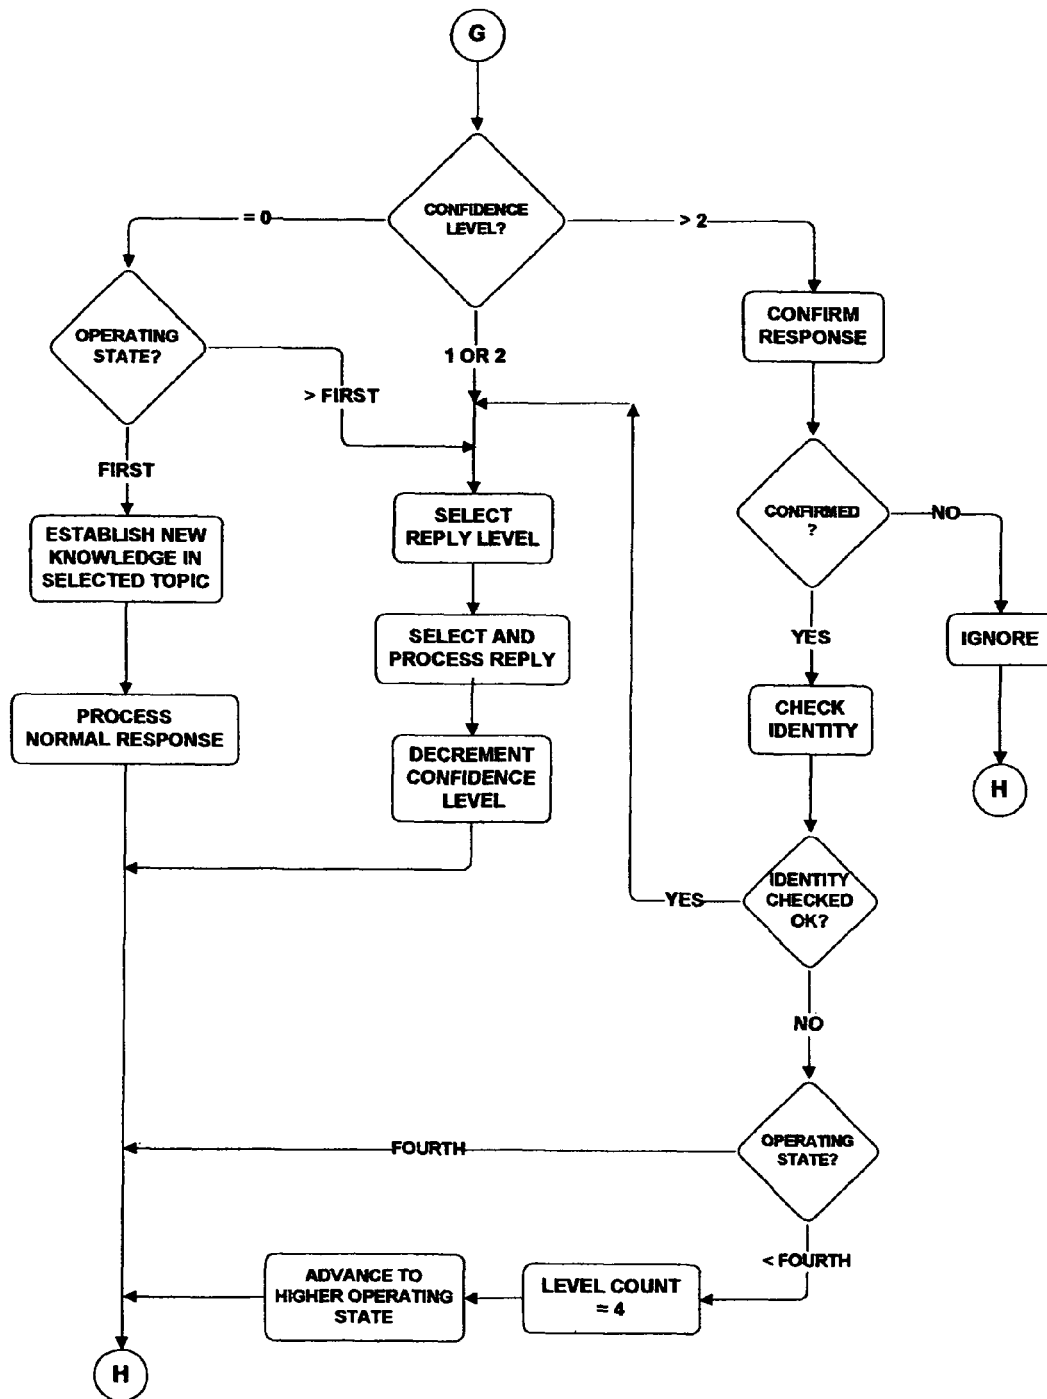 G
CONFIDENCE
LEVEL?
= 0
> 2
OPERATING
STATE?
CONFIRM
RESPONSE
1 OR 2
> FIRST
FIRST
ESTABLISH NEW
KNOWLEDGE IN
SELECTED TOPIC
SELECT
REPLY LEVEL
CONFIRMED
?
NO
SELECT AND
PROCESS REPLY
YES
IGNORE
PROCESS
NORMAL RESPONSE
CHECK
IDENTITY
DECREMENT
CONFIDENCE
LEVEL
H
IDENTITY
CHECKED
OK?
YES
NO
OPERATING
STATE?
FOURTH
< FOURTH
LEVEL COUNT
= 4
ADVANCE TO
HIGHER OPERATING
STATE
H